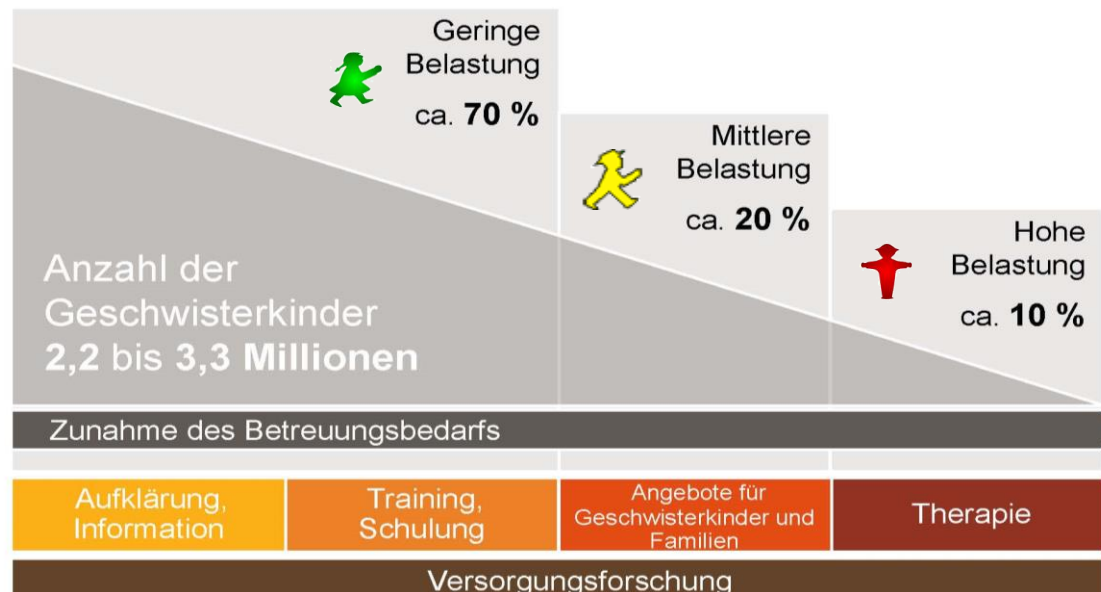 Geringe
Belastung
ca. 70 %
Mittlere
Belastung
ca. 20 %
Hohe
Belastung
ca. 10 %
Anzahl der
Geschwisterkinder
2,2 bis 3,3 Millionen
Zunahme des Betreuungsbedarfs
Aufklärung,
Information
Training,
Schulung
Angebote für
Geschwisterkinder und
Familien
Therapie
Versorgungsforschung